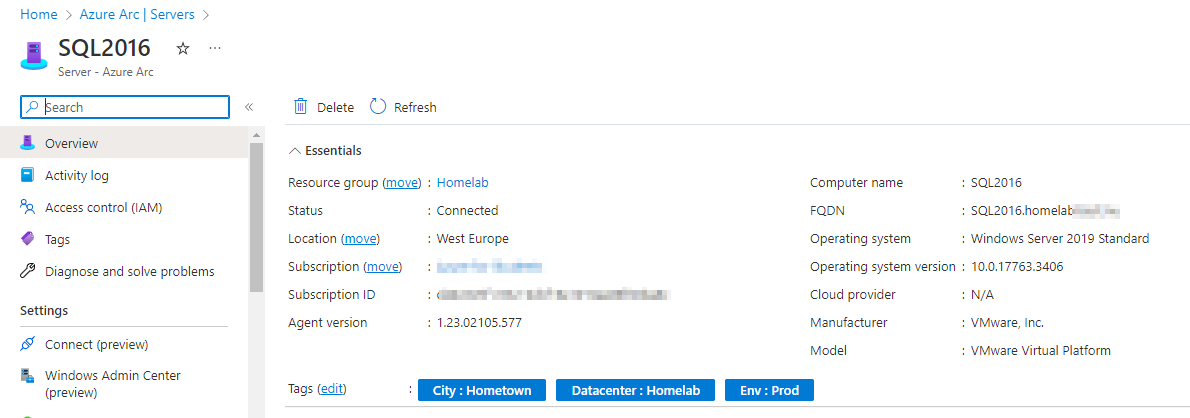 Home > Azure Arc | Servers >
SQL2016
Server - Azure Arc
Search
Overview
Activity log
Access control (IAM)
Tags
Diagnose and solve problems
Settings
Connect (preview)
Windows Admin Center
(preview)
Delete Refresh
Essentials
Resource group (move) : Homelab
Status : Connected
Location (move) : West Europe
Subscription (move) :
Subscription ID :
Agent version : 1.23.02105.577
Computer name : SQL2016
FQDN : SQL2016.homelab
Operating system : Windows Server 2019 Standard
Operating system version : 10.0.17763.3406
Cloud provider : N/A
Manufacturer : VMware, Inc.
Model : VMware Virtual Platform
Tags (edit) : City : Hometown Datacenter : Homelab Env : Prod